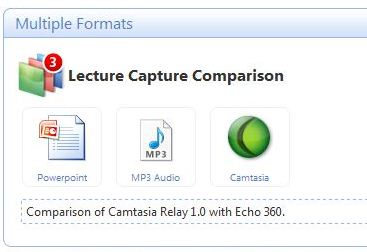 Multiple Formats
3
Lecture Capture Comparison
MP3
Powerpoint
MP3 Audio
Camtasia
Comparison of Camtasia Relay 1.0 with Echo 360.